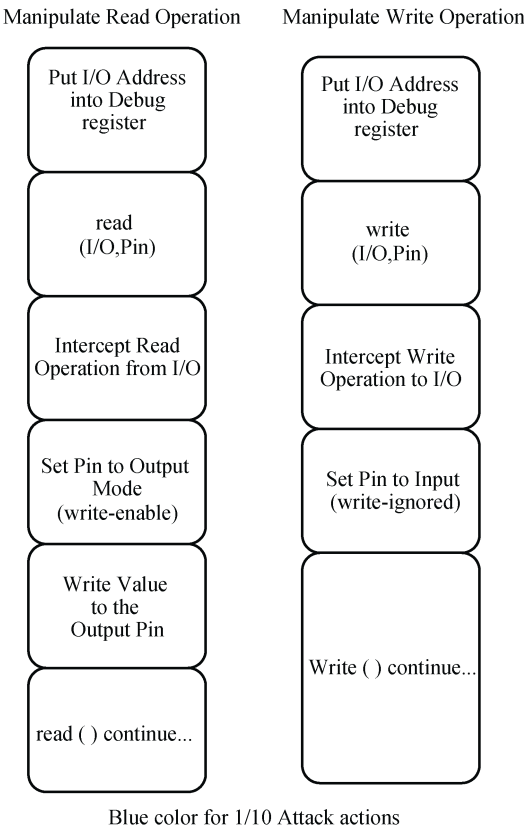 Manipulate Read Operation
Put I/O Address
into Debug
register
read
(I/O,Pin)
Intercept Read
Operation from I/O
Set Pin to Output
Mode
(write-enable)
Write Value
to the
Output Pin
read ( ) continue...
Manipulate Write Operation
Put I/O Address
into Debug
register
write
(I/O,Pin)
Intercept Write
Operation to I/O
Set Pin to Input
(write-ignored)
Write ( ) continue...
Blue color for 1/10 Attack actions